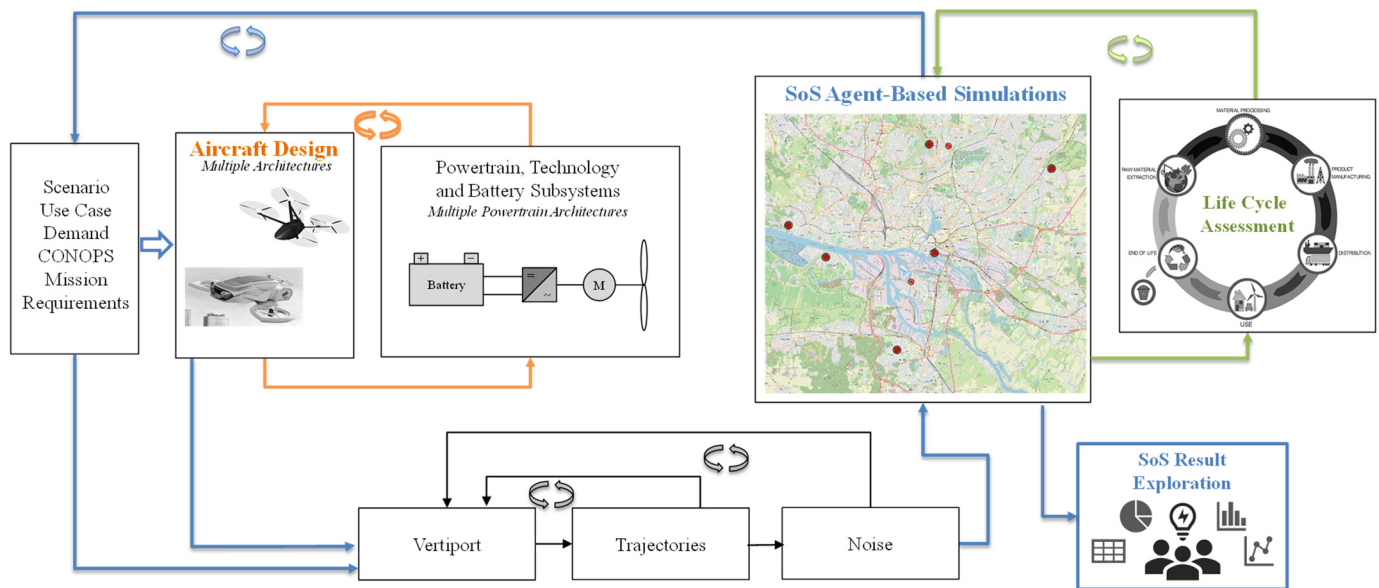 Scenario
Use Case
Demand
CONOPS
Mission
Requirements
Aircraft Design
Multiple Architectures
Powertrain, Technology
and Battery Subsystems
Multiple Powertrain Architectures
+
−
Battery
=
~
M
SoS Agent-Based Simulations
MATERIAL PROCESSING
RAW MATERIAL
EXTRACTION
PRODUCT
MANUFACTURING
Life Cycle
Assessment
END OF LIFE
DISTRIBUTION
USE
Vertiport
Trajectories
Noise
SoS Result
Exploration